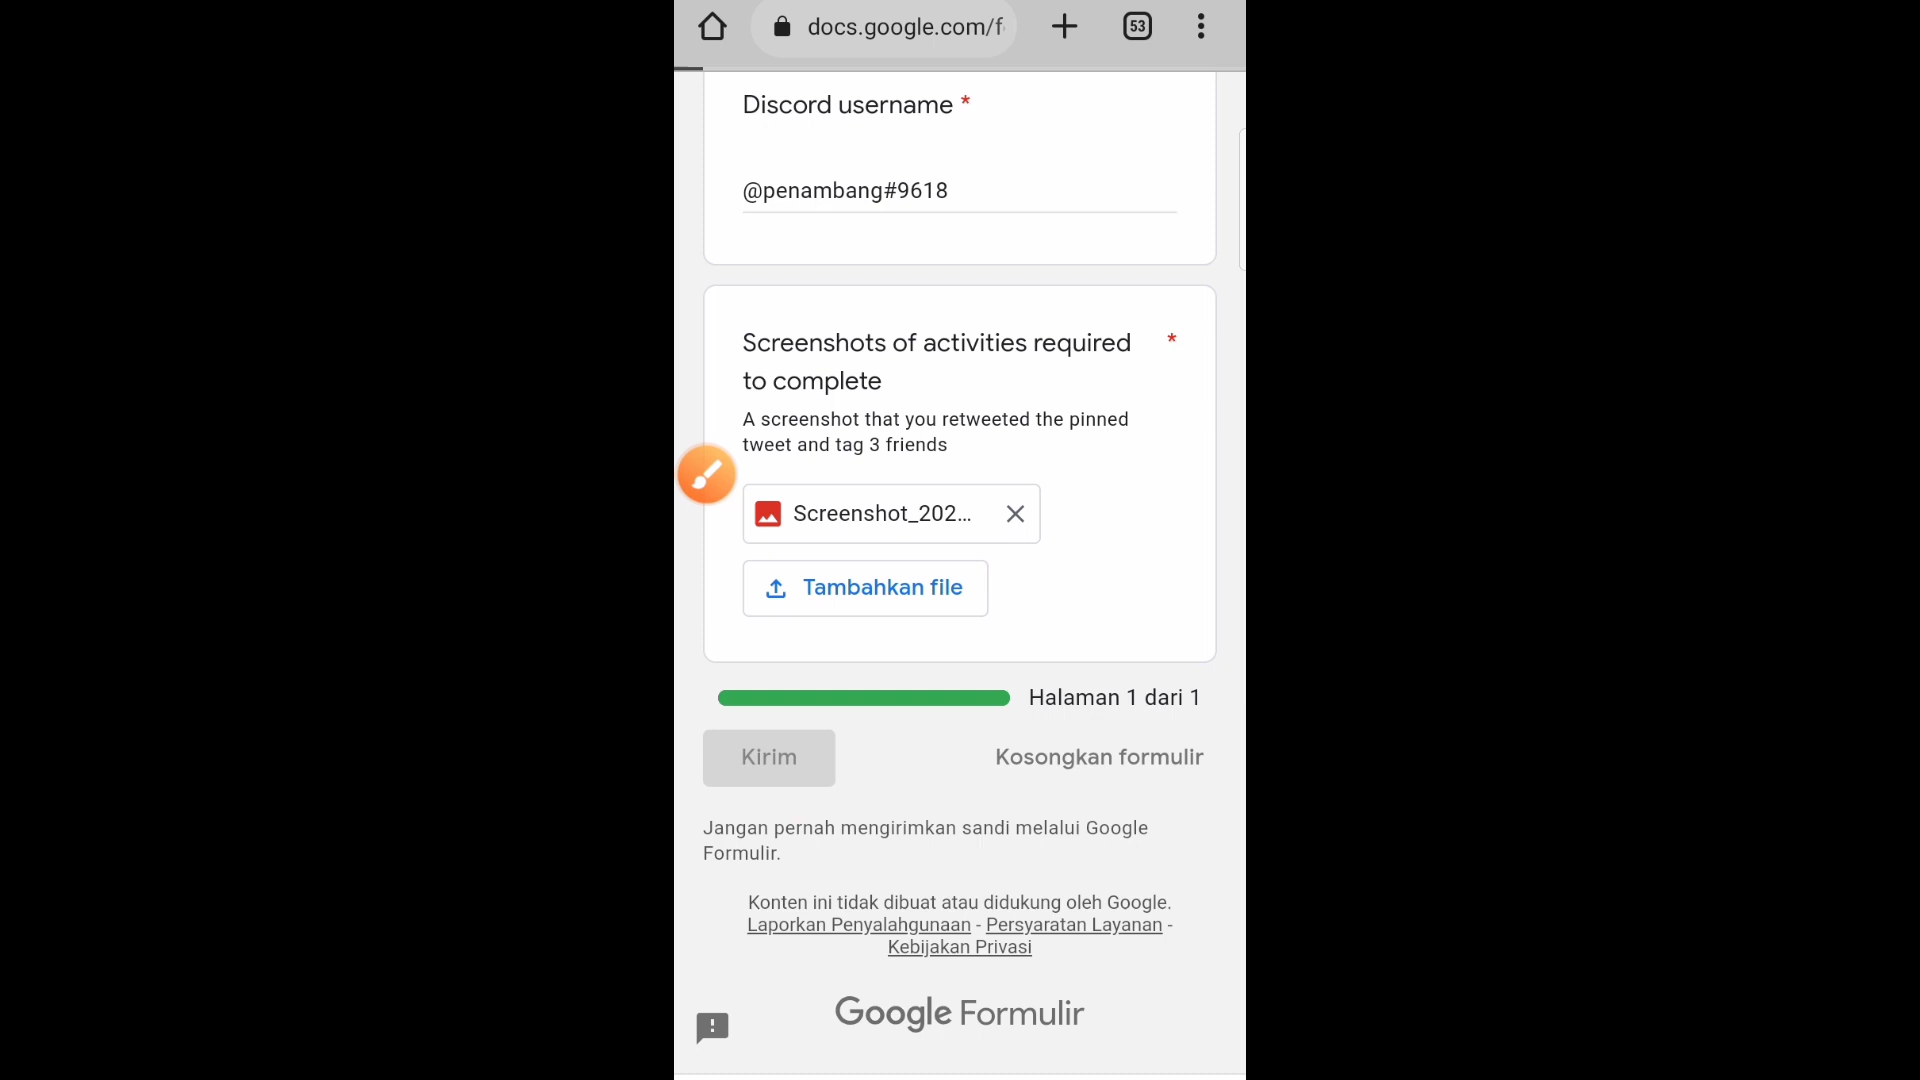 docs.google.com/f
53
Discord username *
@penambang#9618
Screenshots of activities required *
to complete
A screenshot that you retweeted the pinned
tweet and tag 3 friends
Screenshot_202...
Tambahkan file
Halaman 1 dari 1
Kirim
Kosongkan formulir
Jangan pernah mengirimkan sandi melalui Google
Formulir.
Konten ini tidak dibuat atau didukung oleh Google.
Laporkan Penyalahgunaan - Persyaratan Layanan -
Kebijakan Privasi
Google Formulir